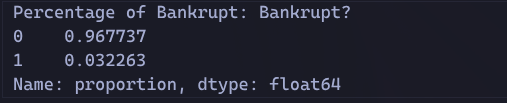 Percentage of Bankrupt: Bankrupt?
0    0.967737
1    0.032263
Name: proportion, dtype: float64